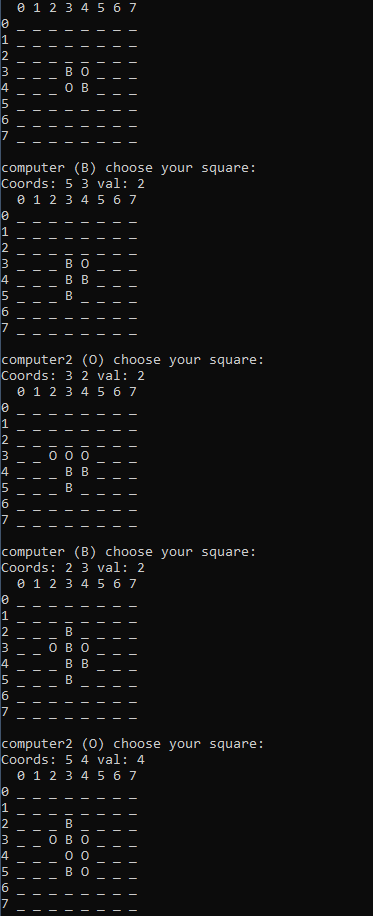 0 1 2 3 4 5 6 7
0 _ _ _ _ _ _ _ _
1 _ _ _ _ _ _ _ _
2 _ _ _ _ _ _ _ _
3 _ _ _ B O _ _ _
4 _ _ _ O B _ _ _
5 _ _ _ _ _ _ _ _
6 _ _ _ _ _ _ _ _
7 _ _ _ _ _ _ _ _

computer (B) choose your square:
Coords: 5 3 val: 2
  0 1 2 3 4 5 6 7
0 _ _ _ _ _ _ _ _
1 _ _ _ _ _ _ _ _
2 _ _ _ _ _ _ _ _
3 _ _ _ B O _ _ _
4 _ _ _ B B _ _ _
5 _ _ _ B _ _ _ _
6 _ _ _ _ _ _ _ _
7 _ _ _ _ _ _ _ _

computer2 (O) choose your square:
Coords: 3 2 val: 2
  0 1 2 3 4 5 6 7
0 _ _ _ _ _ _ _ _
1 _ _ _ _ _ _ _ _
2 _ _ _ _ _ _ _ _
3 _ _ O O O _ _ _
4 _ _ _ B B _ _ _
5 _ _ _ B _ _ _ _
6 _ _ _ _ _ _ _ _
7 _ _ _ _ _ _ _ _

computer (B) choose your square:
Coords: 2 3 val: 2
  0 1 2 3 4 5 6 7
0 _ _ _ _ _ _ _ _
1 _ _ _ _ _ _ _ _
2 _ _ _ B _ _ _ _
3 _ _ O B O _ _ _
4 _ _ _ B B _ _ _
5 _ _ _ B _ _ _ _
6 _ _ _ _ _ _ _ _
7 _ _ _ _ _ _ _ _

computer2 (O) choose your square:
Coords: 5 4 val: 4
  0 1 2 3 4 5 6 7
0 _ _ _ _ _ _ _ _
1 _ _ _ _ _ _ _ _
2 _ _ _ B _ _ _ _
3 _ _ O B O _ _ _
4 _ _ _ O O _ _ _
5 _ _ _ B O _ _ _
6 _ _ _ _ _ _ _ _
7 _ _ _ _ _ _ _ _